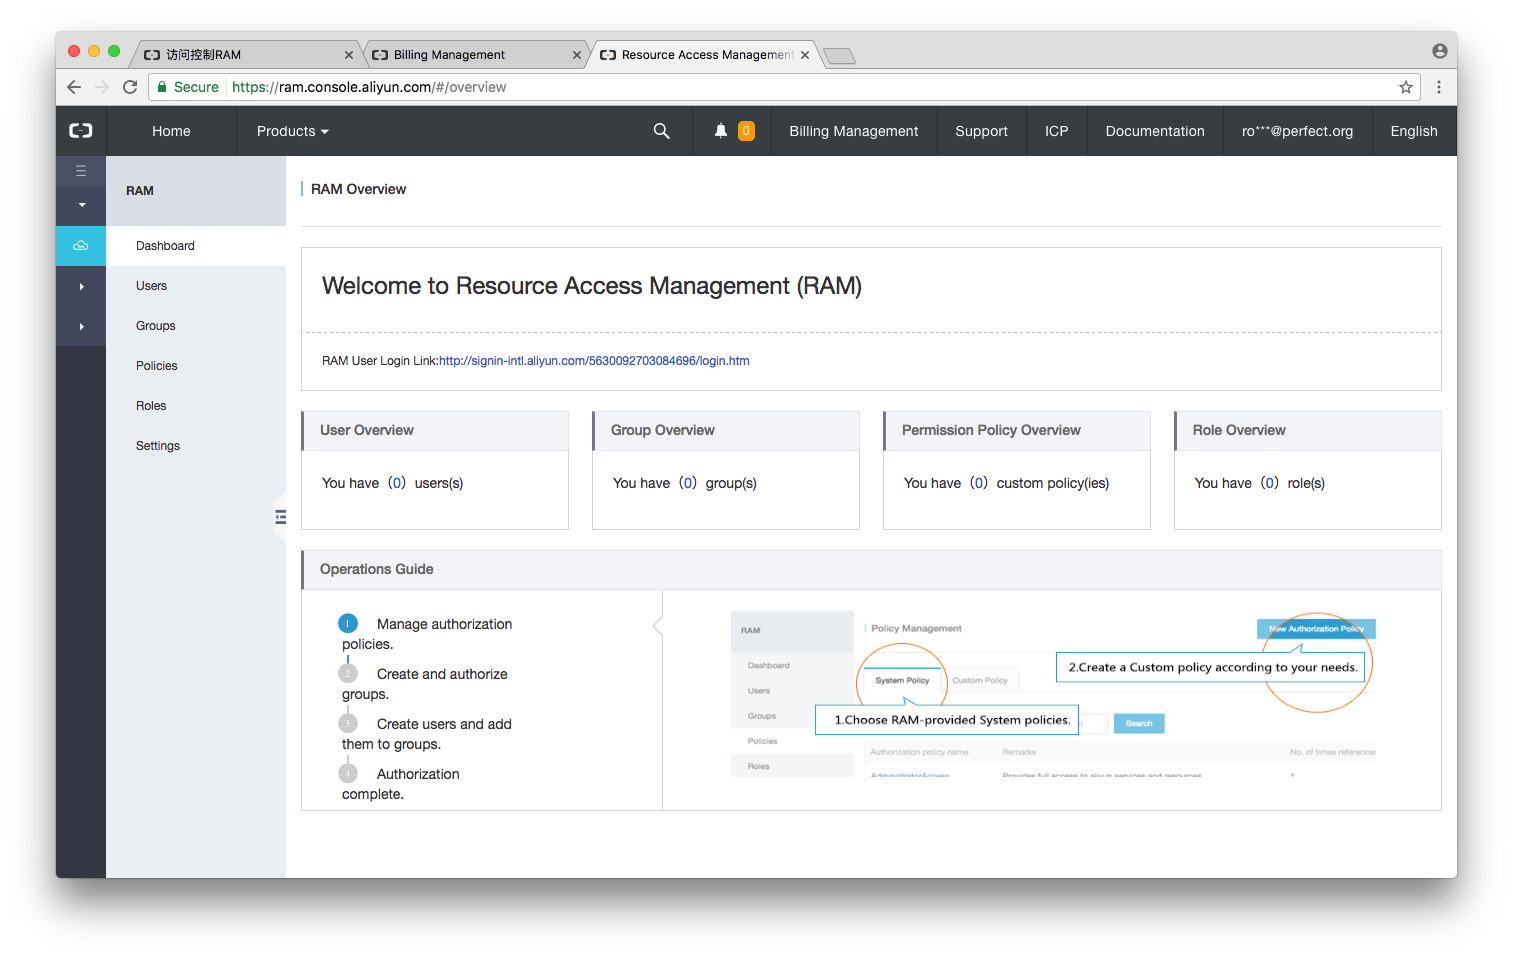 访问控制RAM
Billing Management
Resource Access Management
Secure
https://ram.console.aliyun.com/#/overview
Home
Products
0
Billing Management
Support
ICP
Documentation
ro***@perfect.org
English
RAM
Dashboard
Users
Groups
Policies
Roles
Settings
RAM Overview
Welcome to Resource Access Management (RAM)
RAM User Login Link:http://signin-intl.aliyun.com/5630092703084696/login.htm
User Overview
You have（0）users(s)
Group Overview
You have（0）group(s)
Permission Policy Overview
You have（0）custom policy(ies)
Role Overview
You have（0）role(s)
Operations Guide
1 Manage authorization
policies.
2 Create and authorize
groups.
3 Create users and add
them to groups.
4 Authorization
complete.
RAM
Dashboard
Users
Groups
Policies
Roles
Policy Management
New Authorization Policy
2.Create a Custom policy according to your needs.
System Policy
Custom Policy
1.Choose RAM-provided System policies.
Search
Authorization policy name
Remarks
No. of times referenced
AdministratorAccess
Provides full access to aliyun services and resources
1